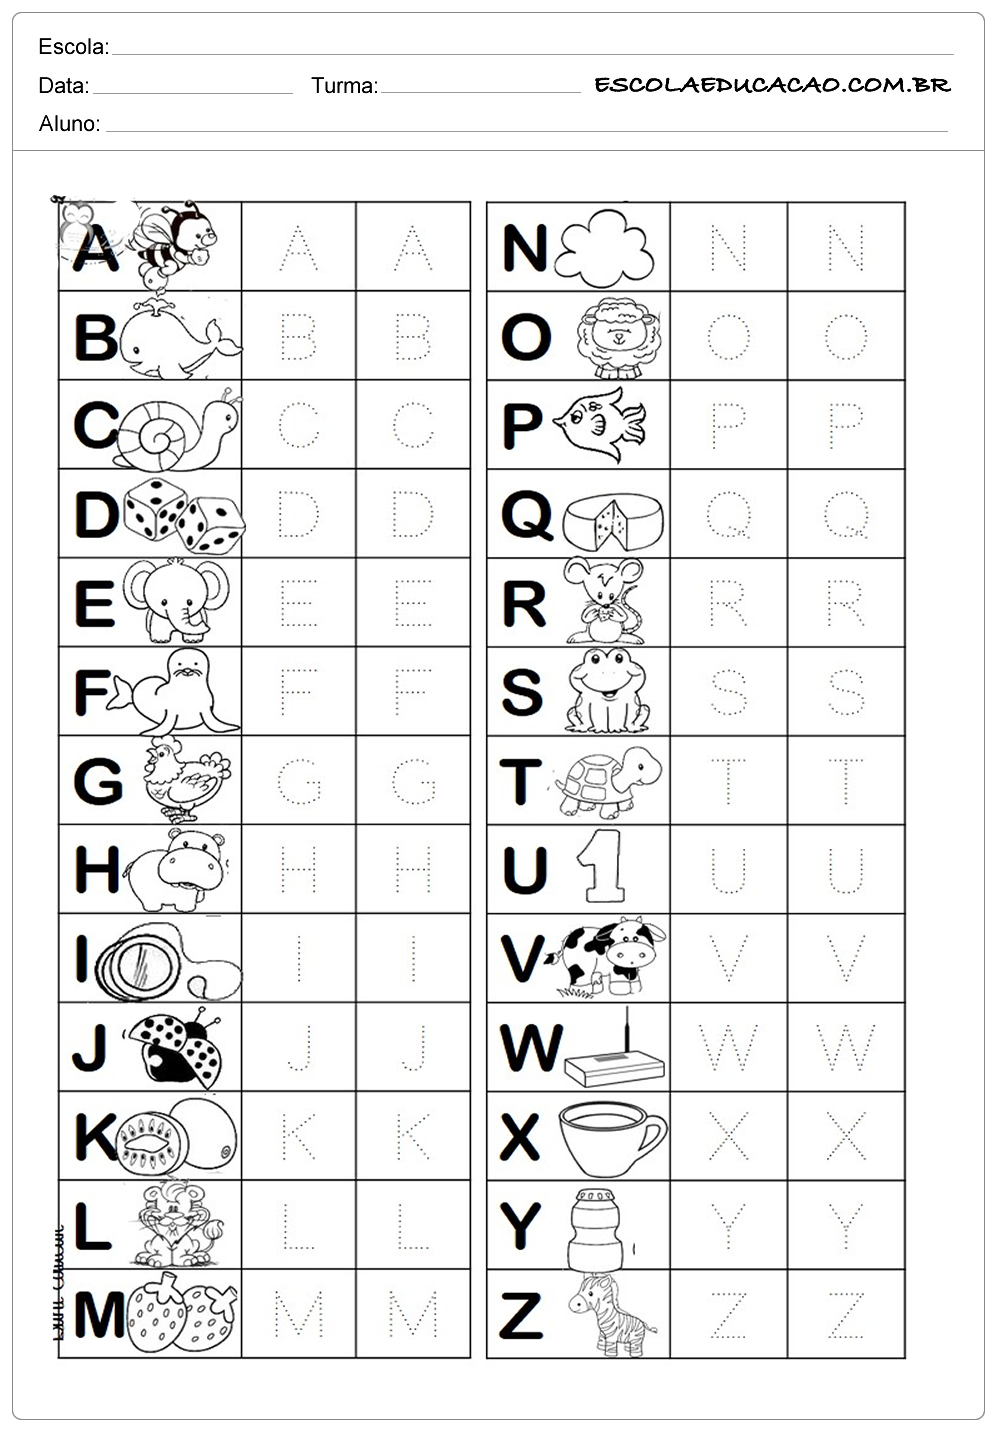 Escola:
Data: Turma: ESCOLAEDUCACAO.COM.BR
Aluno:
A A A
B B B
C C C
D D D
E E E
F F F
G G G
H H H
I I I
J J J
K K K
L L L
M M M
N N N
O O O
P P P
Q Q Q
R R R
S S S
T T T
U 1 U U
V V V
W W W
X X X
Y Y Y
Z Z Z